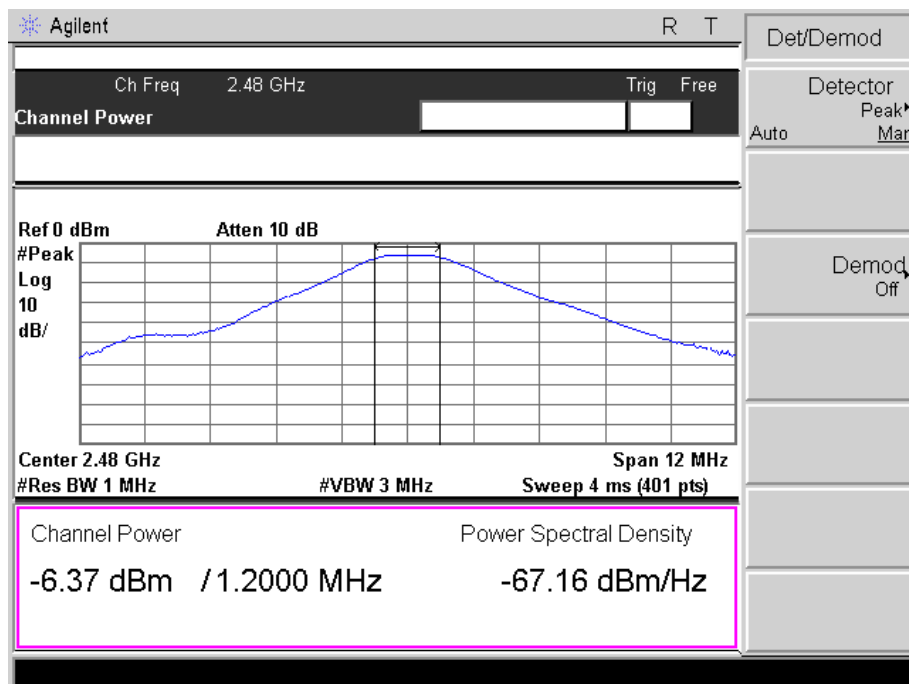 Agilent R T
Ch Freq 2.48 GHz Trig Free
Channel Power
Ref 0 dBm Atten 10 dB
#Peak
Log
10
dB/
Center 2.48 GHz Span 12 MHz
#Res BW 1 MHz #VBW 3 MHz Sweep 4 ms (401 pts)
Channel Power Power Spectral Density
-6.37 dBm / 1.2000 MHz -67.16 dBm/Hz
Det/Demod
Detector
Peak
Auto Man
Demod
Off